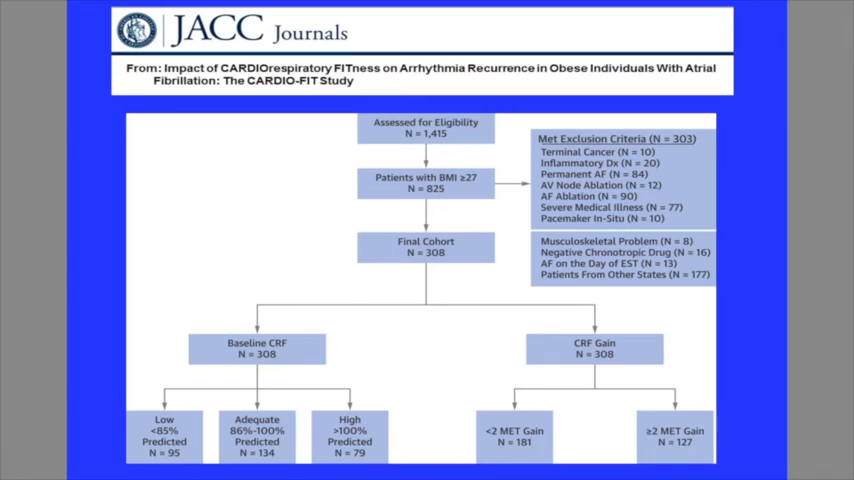 JACC Journals
From: Impact of CARDIOrespiratory FITness on Arrhythmia Recurrence in Obese Individuals With Atrial
Fibrillation: The CARDIO-FIT Study
Assessed for Eligibility
N = 1,415
Patients with BMI ≥27
N = 825
Met Exclusion Criteria (N = 303)
Terminal Cancer (N = 10)
Inflammatory Dx (N = 20)
Permanent AF (N = 84)
AV Node Ablation (N = 12)
AF Ablation (N = 90)
Severe Medical Illness (N = 77)
Pacemaker In-Situ (N = 10)
Musculoskeletal Problem (N = 8)
Negative Chronotropic Drug (N = 16)
AF on the Day of EST (N = 13)
Patients From Other States (N = 177)
Final Cohort
N = 308
Baseline CRF
N = 308
CRF Gain
N = 308
Low
<85%
Predicted
N = 95
Adequate
86%-100%
Predicted
N = 134
High
>100%
Predicted
N = 79
<2 MET Gain
N = 181
≥2 MET Gain
N = 127